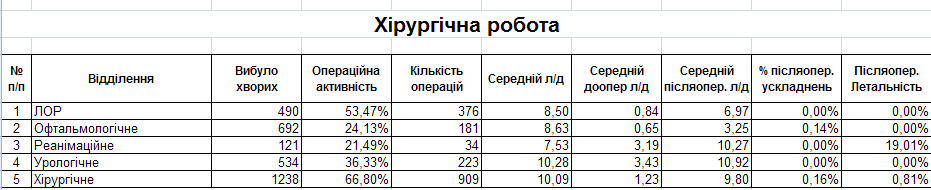 Хірургічна робота
№ п/п Відділення Вибуло хворих Операційна активність Кількість операцій Середній л/д Середній доопер л/д Середній післяопер. л/д % післяопер. ускладнень Післяопер. Летальність
1 ЛОР 490 53,47% 376 8,50 0,84 6,97 0,00% 0,00%
2 Офтальмологічне 692 24,13% 181 8,63 0,65 3,25 0,14% 0,00%
3 Реанімаційне 121 21,49% 34 7,53 3,19 10,27 0,00% 19,01%
4 Урологічне 534 36,33% 223 10,28 3,43 10,92 0,00% 0,00%
5 Хірургічне 1238 66,80% 909 10,09 1,23 9,80 0,16% 0,81%